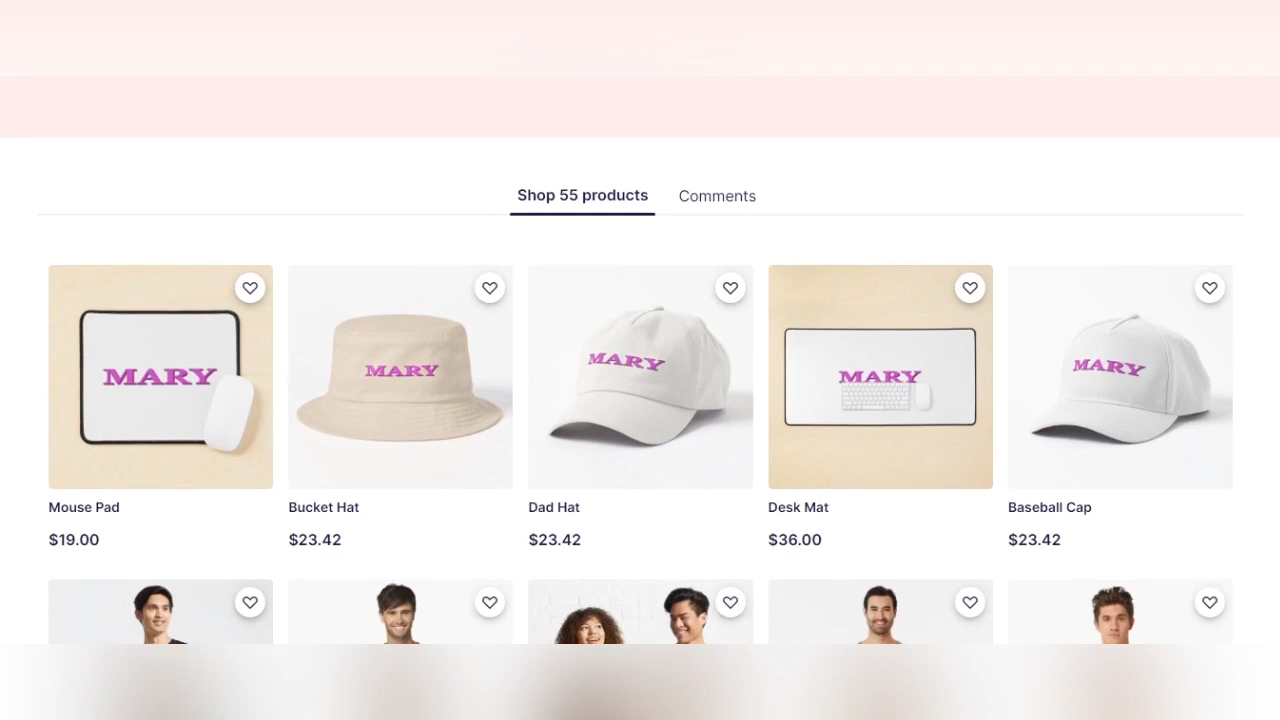 Shop 55 products Comments
MARY MARY MARY MARY MARY
Mouse Pad Bucket Hat Dad Hat Desk Mat Baseball Cap
$19.00 $23.42 $23.42 $36.00 $23.42